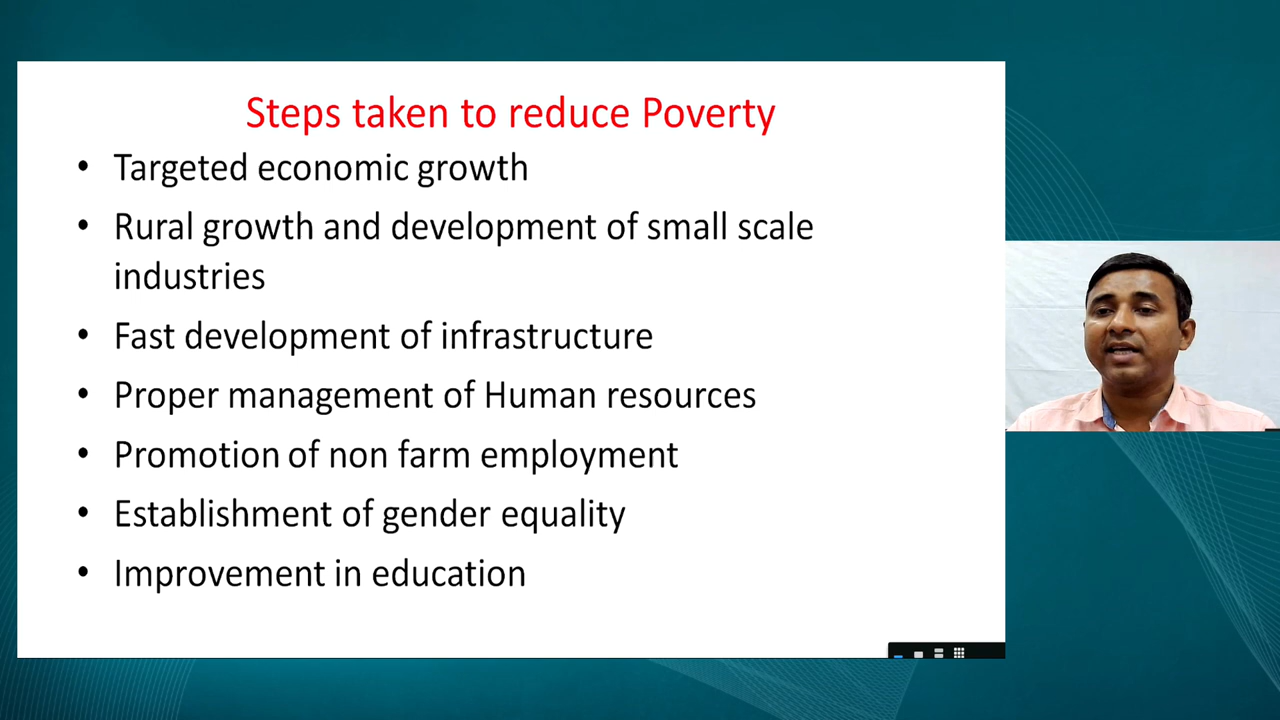 Steps taken to reduce Poverty
• Targeted economic growth
• Rural growth and development of small scale
industries
• Fast development of infrastructure
• Proper management of Human resources
• Promotion of non farm employment
• Establishment of gender equality
• Improvement in education